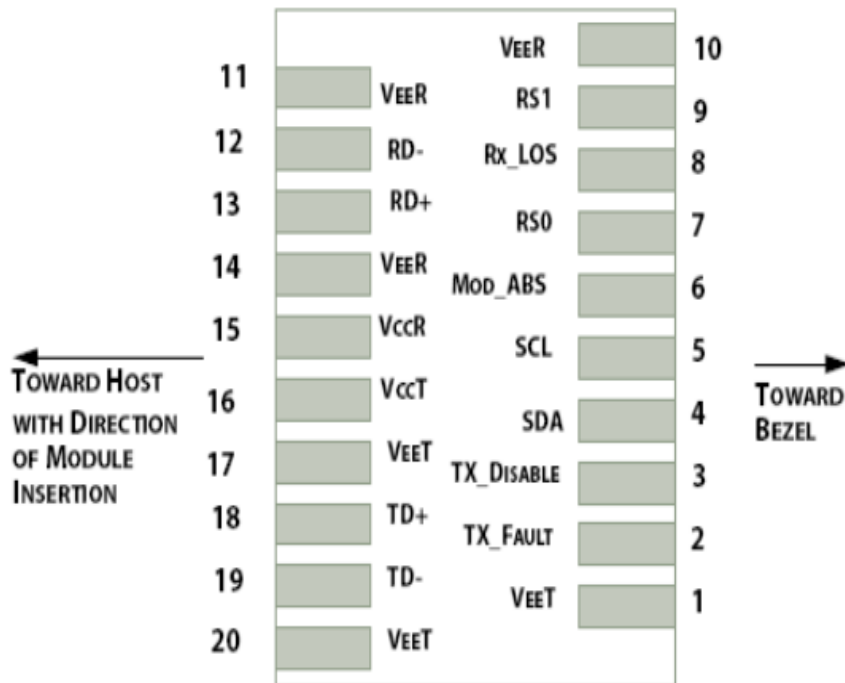 11 VEER
12 RD-
13 RD+
14 VEER
15 VCCR
16 VCCT
17 VEET
18 TD+
19 TD-
20 VEET
VEER 10
RS1 9
RX_LOS 8
RS0 7
MOD_ABS 6
SCL 5
SDA 4
TX_DISABLE 3
TX_FAULT 2
VEET 1
TOWARD HOST
WITH DIRECTION
OF MODULE
INSERTION
TOWARD
BEZEL